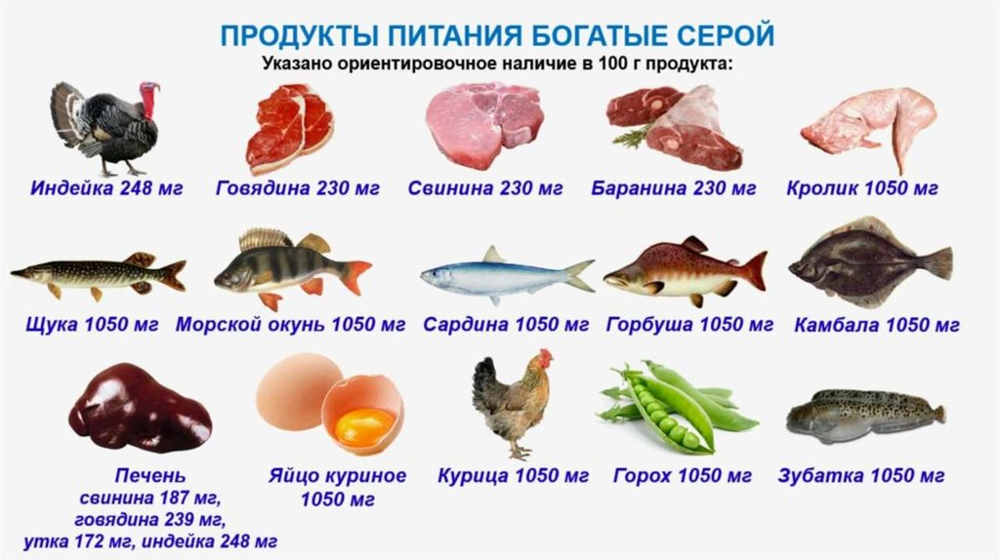 ПРОДУКТЫ ПИТАНИЯ БОГАТЫЕ СЕРОЙ
Указано ориентировочное наличие в 100 г продукта:
Индейка 248 мг
Говядина 230 мг
Свинина 230 мг
Баранина 230 мг
Кролик 1050 мг
Щука 1050 мг
Морской окунь 1050 мг
Сардина 1050 мг
Горбуша 1050 мг
Камбала 1050 мг
Печень
свинина 187 мг,
говядина 239 мг,
утка 172 мг, индейка 248 мг
Яйцо куриное
1050 мг
Курица 1050 мг
Горох 1050 мг
Зубатка 1050 мг